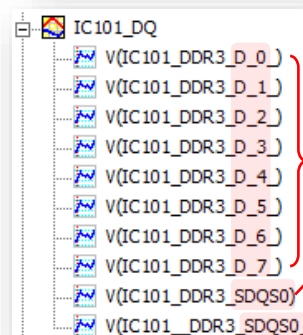 IC101_DQ
V(IC101_DDR3_D_0_)
V(IC101_DDR3_D_1_)
V(IC101_DDR3_D_2_)
V(IC101_DDR3_D_3_)
V(IC101_DDR3_D_4_)
V(IC101_DDR3_D_5_)
V(IC101_DDR3_D_6_)
V(IC101_DDR3_D_7_)
V(IC101_DDR3_SDQS0)
V(IC101__DDR3_SDQS0